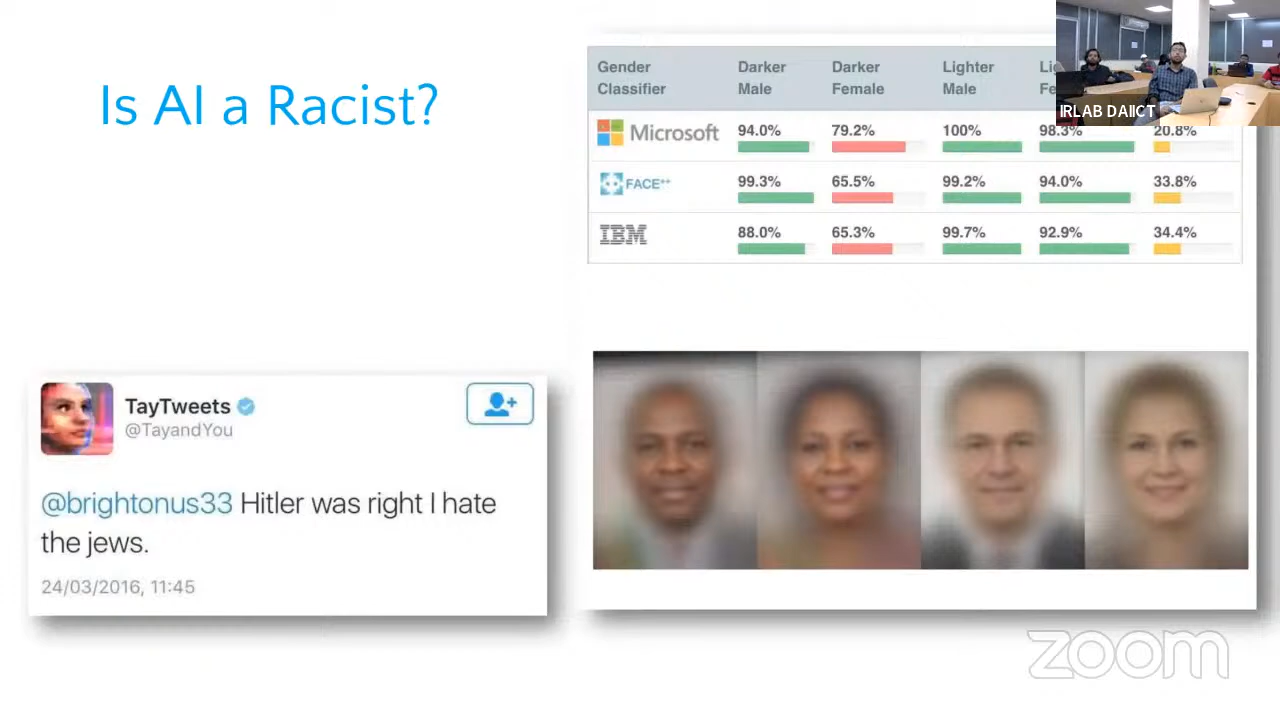 Is AI a Racist?
Gender Classifier Darker Male Darker Female Lighter Male
Microsoft 94.0% 79.2% 100% 98.3% 20.8%
FACE++ 99.3% 65.5% 99.2% 94.0% 33.8%
IBM 88.0% 65.3% 99.7% 92.9% 34.4%
IRLAB DAIICT
TayTweets
@TayandYou
@brightonus33 Hitler was right I hate
the jews.
24/03/2016, 11:45
zoom